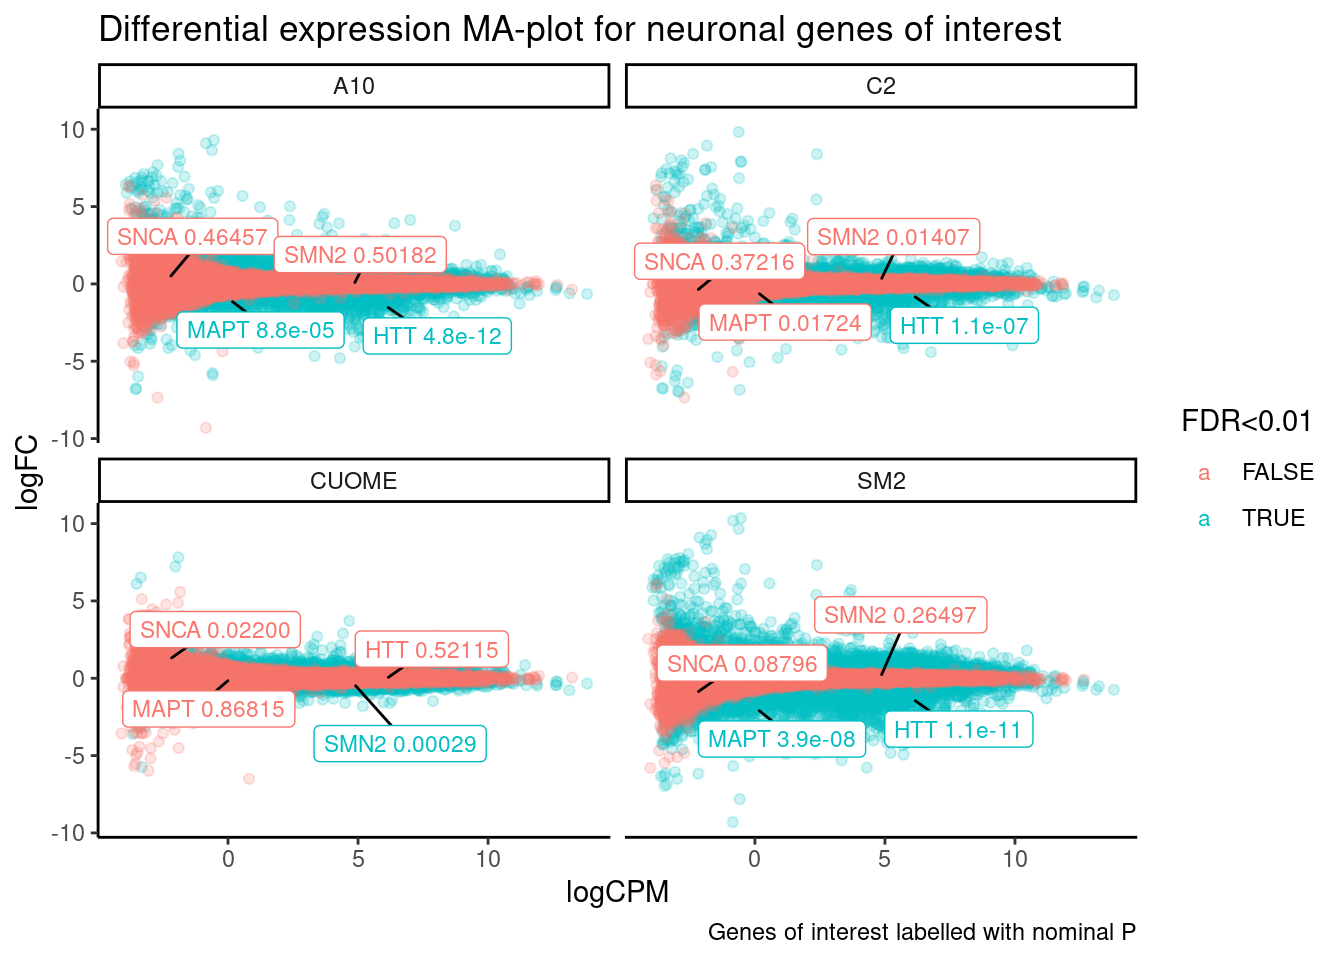 Differential expression MA-plot for neuronal genes of interest
A10
C2
10
5
0
-5
-10
SNCA 0.46457
SMN2 0.50182
MAPT 8.8e-05
HTT 4.8e-12
SMN2 0.01407
SNCA 0.37216
MAPT 0.01724
HTT 1.1e-07
logFC
FDR<0.01
a FALSE
a TRUE
CUOME
SM2
10
5
0
-5
-10
SNCA 0.02200
HTT 0.52115
MAPT 0.86815
SMN2 0.00029
SMN2 0.26497
SNCA 0.08796
MAPT 3.9e-08
HTT 1.1e-11
0 5 10
0 5 10
logCPM
Genes of interest labelled with nominal P